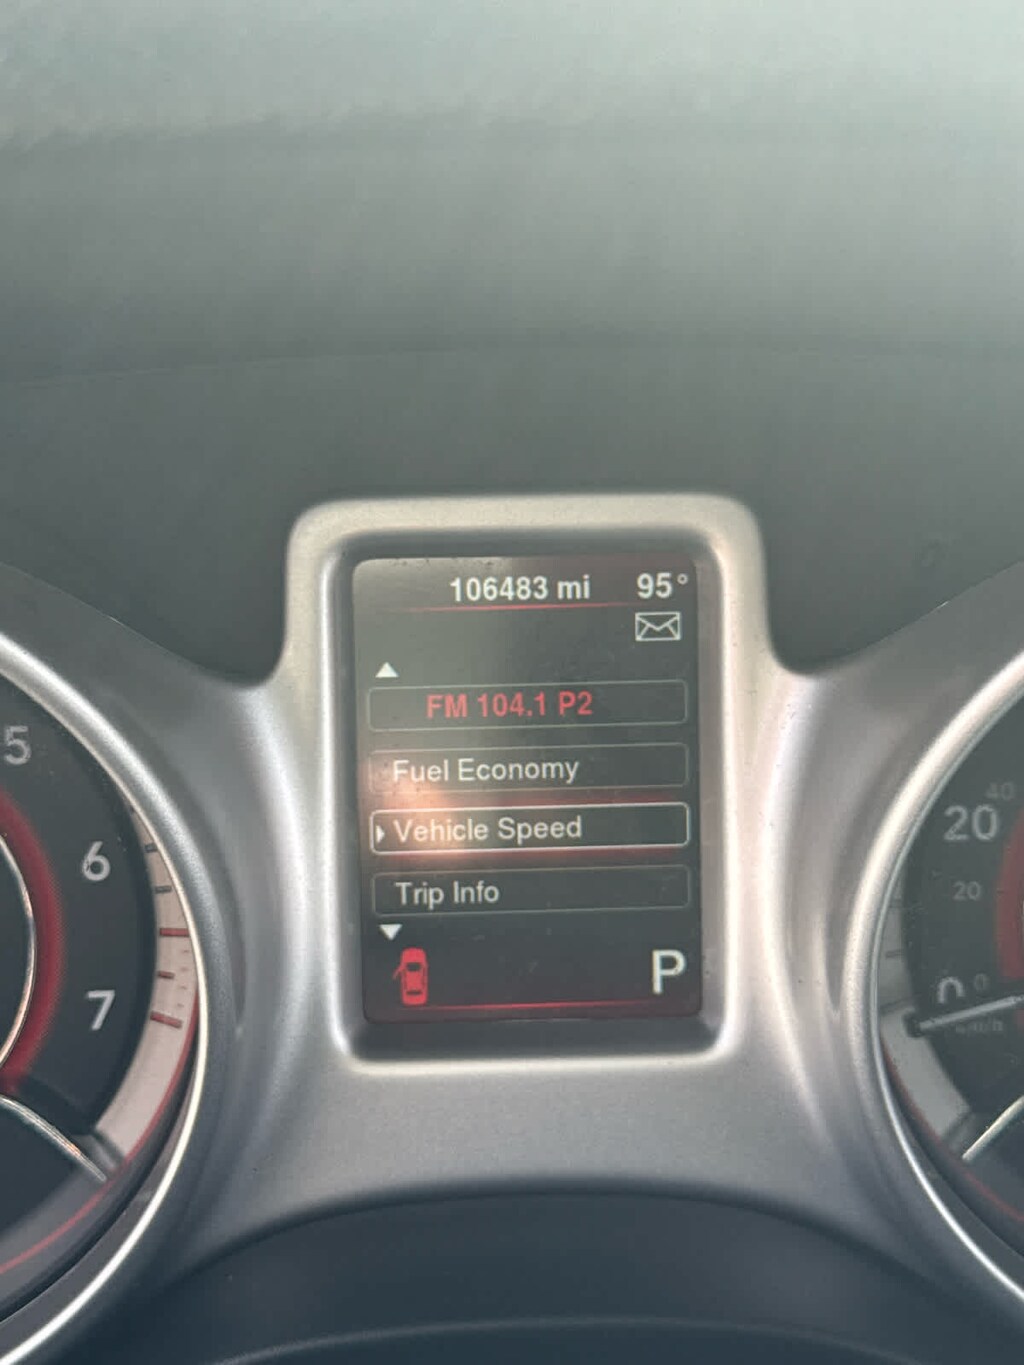 106483 mi 95°
FM 104.1 P2
Fuel Economy
Vehicle Speed
Trip Info
P
5
6
7
40
20
20
0
0